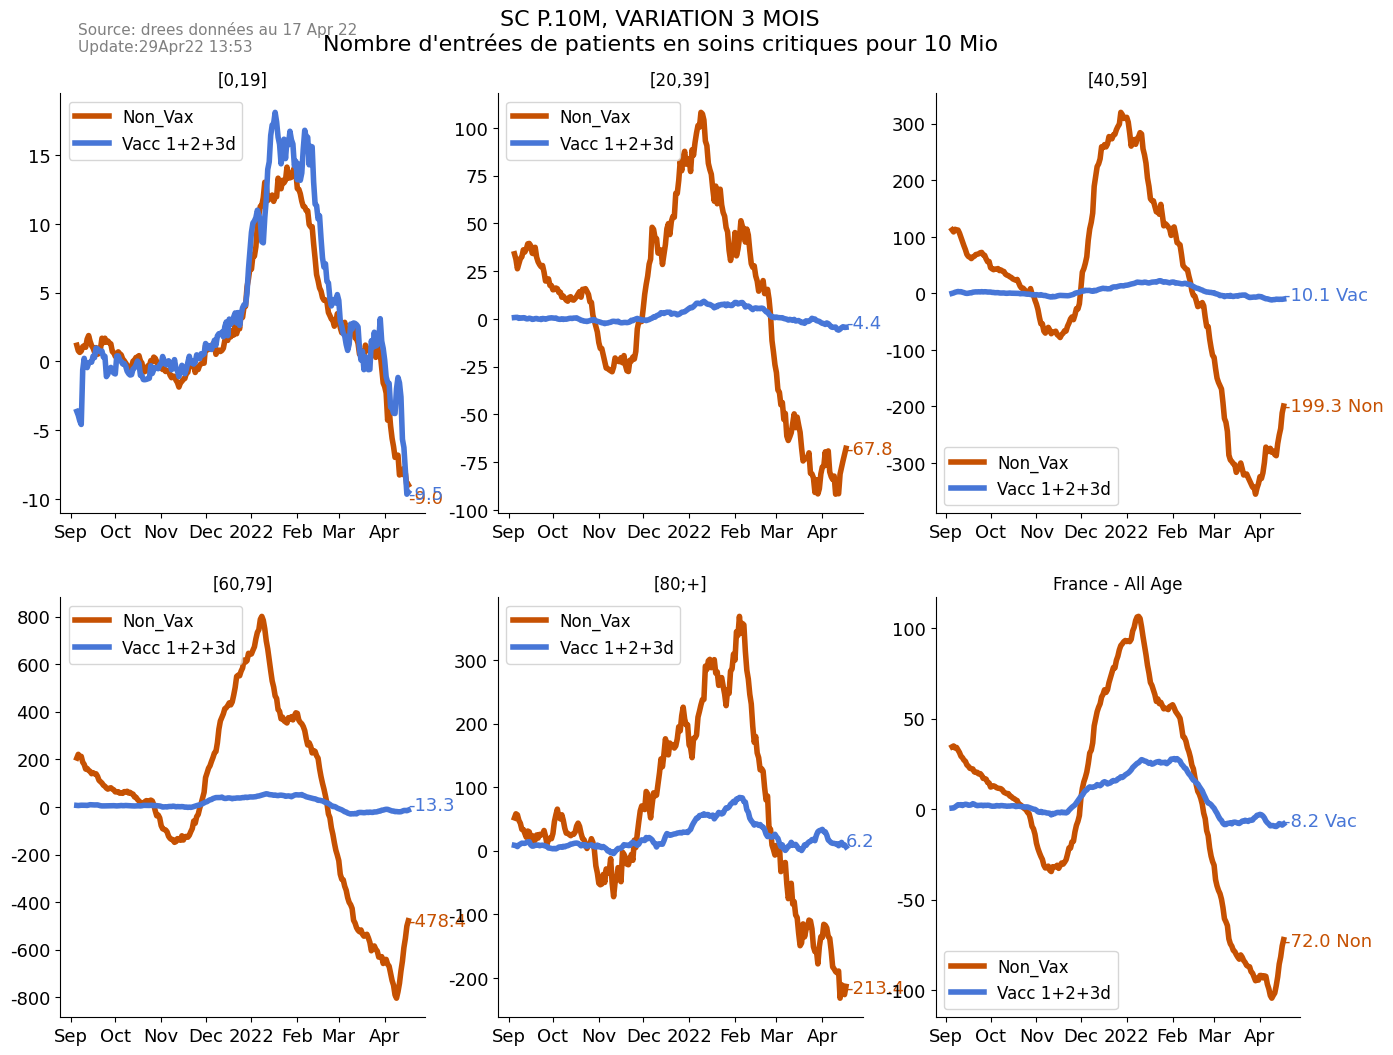 SC P.10M, VARIATION 3 MOIS
Source: drees données au 17 Apr 22
Update:29Apr22 13:53
Nombre d'entrées de patients en soins critiques pour 10 Mio
[0,19]
Non_Vax
Vacc 1+2+3d
15
10
5
0
-5
-10
-9.5
-9.0
Sep Oct Nov Dec 2022 Feb Mar Apr
[20,39]
Non_Vax
Vacc 1+2+3d
100
75
50
25
0
-25
-50
-75
-100
-4.4
-67.8
Sep Oct Nov Dec 2022 Feb Mar Apr
[40,59]
300
200
100
0
-100
-200
-300
-10.1 Vac
-199.3 Non
Non_Vax
Vacc 1+2+3d
Sep Oct Nov Dec 2022 Feb Mar Apr
[60,79]
Non_Vax
Vacc 1+2+3d
800
600
400
200
0
-200
-400
-600
-800
-13.3
-478.4
Sep Oct Nov Dec 2022 Feb Mar Apr
[80;+]
Non_Vax
Vacc 1+2+3d
300
200
100
0
-100
-200
6.2
-213.4
Sep Oct Nov Dec 2022 Feb Mar Apr
France - All Age
100
50
0
-50
-100
-8.2 Vac
-72.0 Non
Non_Vax
Vacc 1+2+3d
Sep Oct Nov Dec 2022 Feb Mar Apr